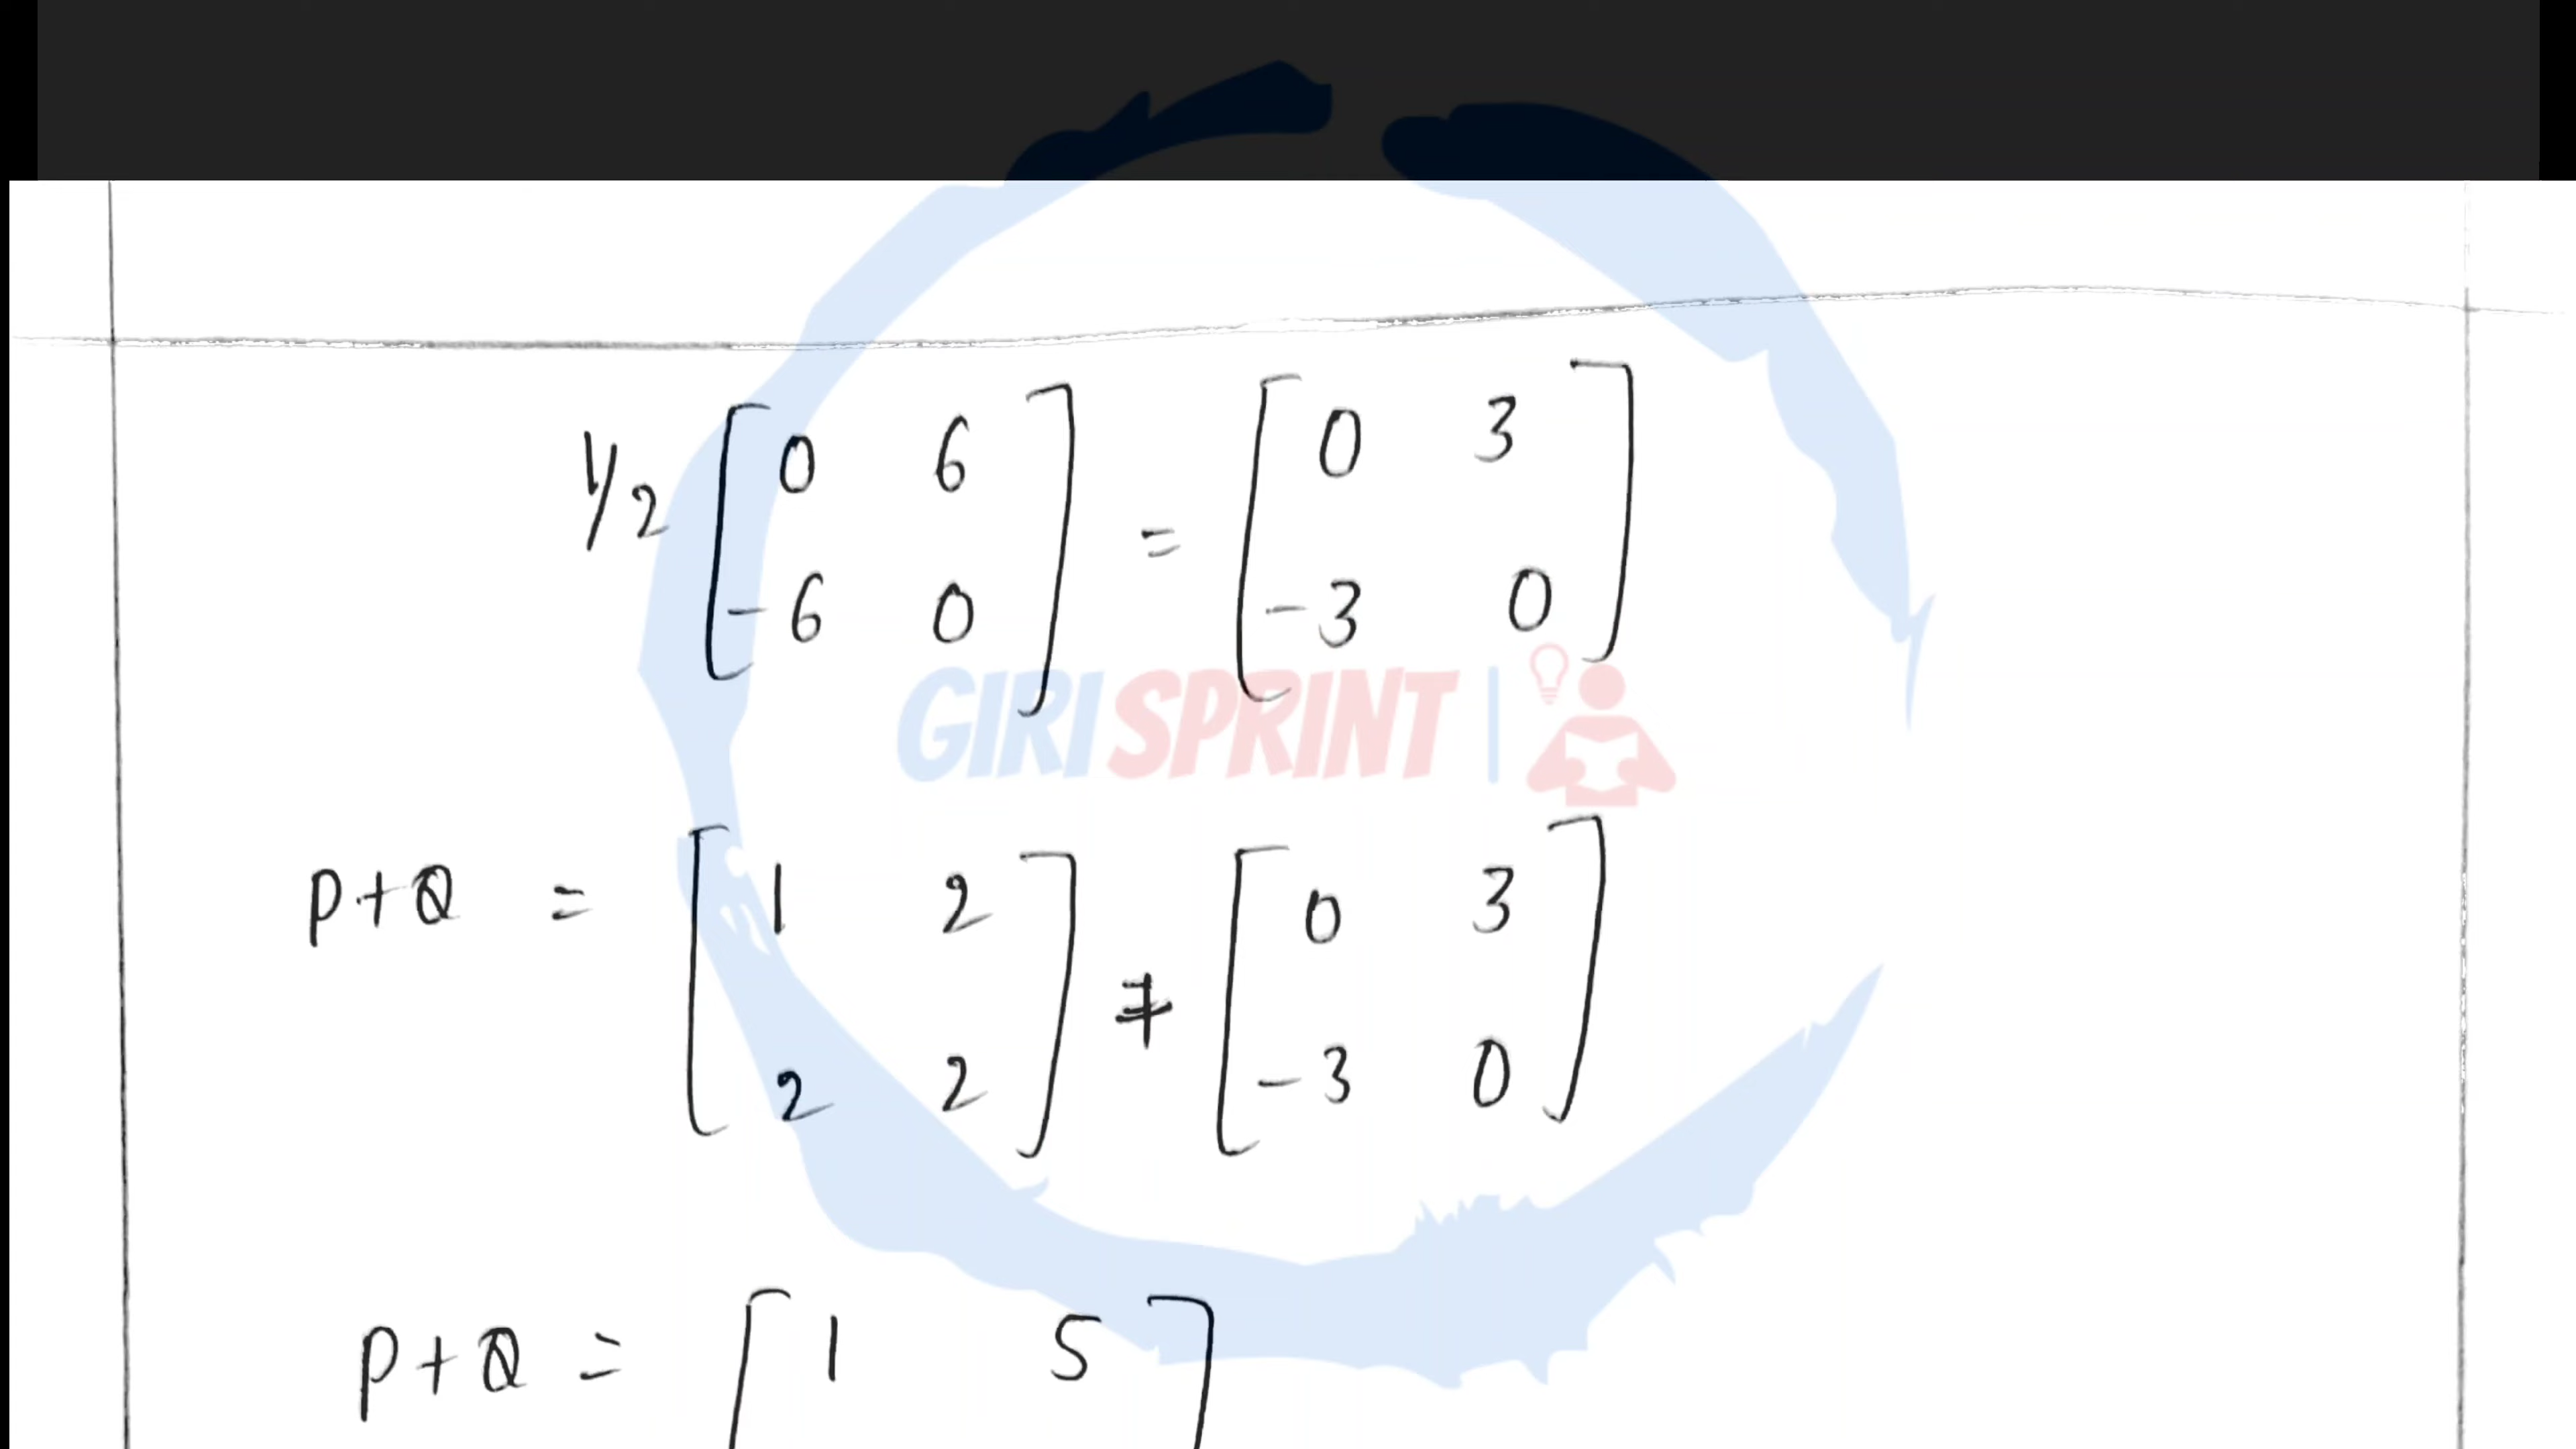 1/2 [ 0 6 ] = [ 0 3 ]
[ -6 0 ] [ -3 0 ]
GIRI SPRINT
P+Q = [ 1 2 ] ≠ [ 0 3 ]
[ 2 2 ] [ -3 0 ]
P+Q = [ 1 5 ]